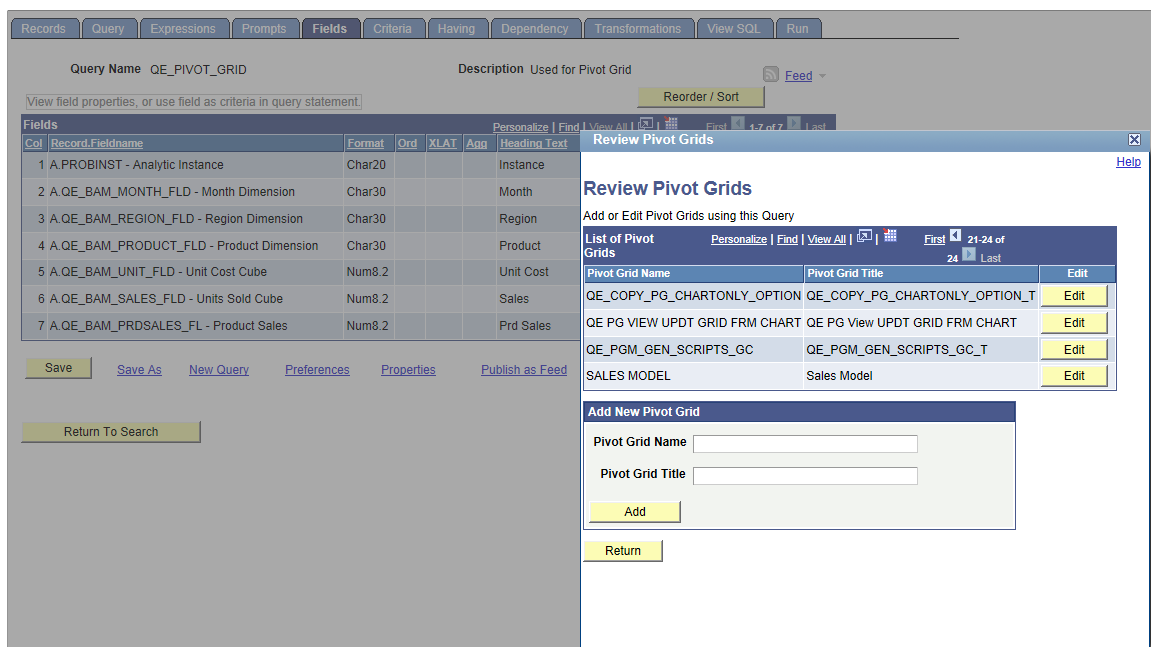 Records Query Expressions Prompts Fields Criteria Having Dependency Transformations View SQL Run
Query Name QE_PIVOT_GRID Description Used for Pivot Grid
Feed
View field properties, or use field as criteria in query statement.
Reorder / Sort
Fields
Personalize | Find | View All | | First 1-7 of 7 Last
Col Record.Fieldname Format Ord XLAT Agg Heading Text
1 A.PROBINST - Analytic Instance Char20 Instance
2 A.QE_BAM_MONTH_FLD - Month Dimension Char30 Month
3 A.QE_BAM_REGION_FLD - Region Dimension Char30 Region
4 A.QE_BAM_PRODUCT_FLD - Product Dimension Char30 Product
5 A.QE_BAM_UNIT_FLD - Unit Cost Cube Num8.2 Unit Cost
6 A.QE_BAM_SALES_FLD - Units Sold Cube Num8.2 Sales
7 A.QE_BAM_PRDSALES_FL - Product Sales Num8.2 Prd Sales
Save Save As New Query Preferences Properties Publish as Feed
Return To Search
Review Pivot Grids
Help
Review Pivot Grids
Add or Edit Pivot Grids using this Query
List of Pivot
Grids
Personalize | Find | View All | | First 21-24 of
24 Last
Pivot Grid Name Pivot Grid Title Edit
QE_COPY_PG_CHARTONLY_OPTION QE_COPY_PG_CHARTONLY_OPTION_T Edit
QE PG VIEW UPDT GRID FRM CHART QE PG View UPDT GRID FRM CHART Edit
QE_PGM_GEN_SCRIPTS_GC QE_PGM_GEN_SCRIPTS_GC_T Edit
SALES MODEL Sales Model Edit
Add New Pivot Grid
Pivot Grid Name
Pivot Grid Title
Add
Return